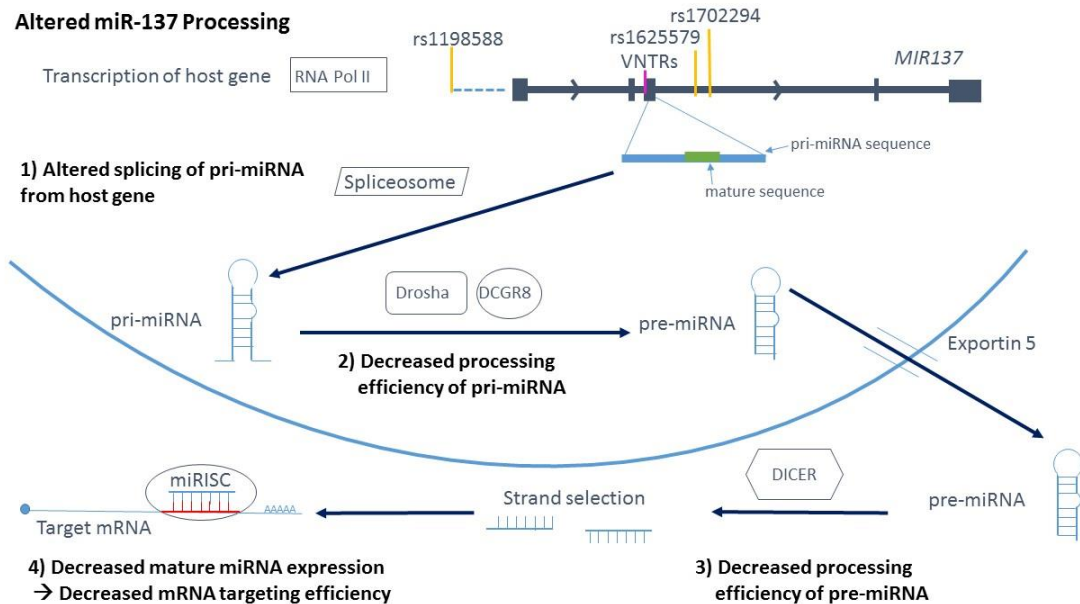 Altered miR-137 Processing
rs1198588
rs1702294
rs1625579
VNTRs
MIR137
Transcription of host gene
RNA Pol II
pri-miRNA sequence
mature sequence
1) Altered splicing of pri-miRNA
from host gene
Spliceosome
pri-miRNA
Drosha
DCGR8
pre-miRNA
Exportin 5
2) Decreased processing
efficiency of pri-miRNA
miRISC
AAAAA
Target mRNA
Strand selection
DICER
pre-miRNA
4) Decreased mature miRNA expression
→ Decreased mRNA targeting efficiency
3) Decreased processing
efficiency of pre-miRNA